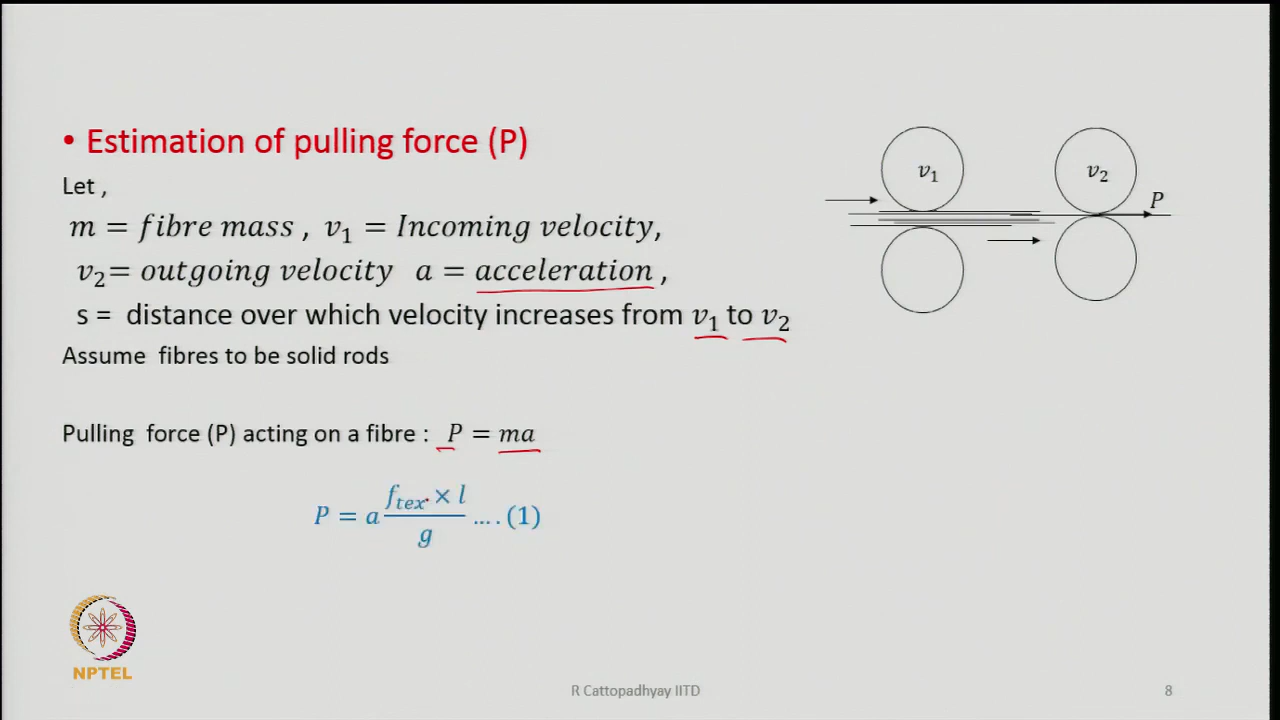 • Estimation of pulling force (P)
Let ,
m = fibre mass , v₁ = Incoming velocity,
v₂= outgoing velocity a = acceleration ,
s = distance over which velocity increases from v₁ to v₂
Assume fibres to be solid rods
Pulling force (P) acting on a fibre : P = ma
P = a (f_tex × l)/g … . (1)
v₁
v₂
P
NPTEL
R Cattopadhyay IITD
8